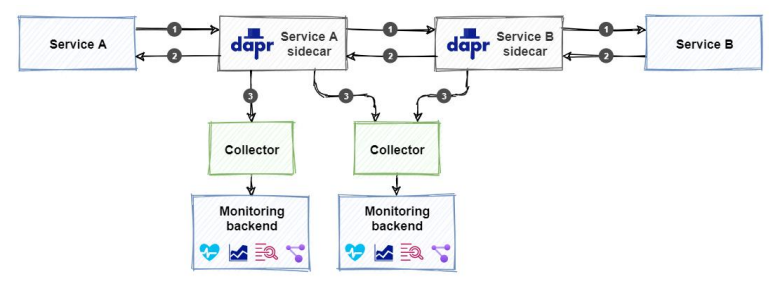 Service A
1
2
dapr
Service A
sidecar
1
2
dapr
Service B
sidecar
1
2
Service B
3
3
3
Collector
Collector
Monitoring
backend
Monitoring
backend